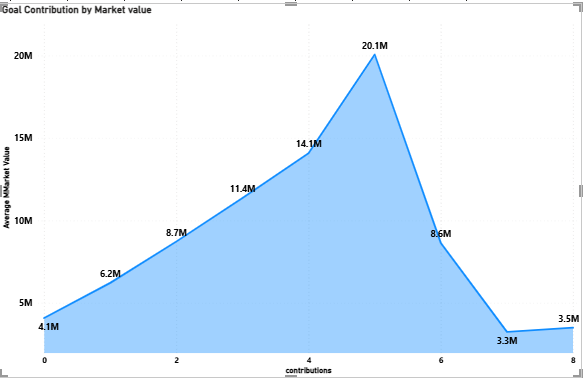 Goal Contribution by Market value
20.1M
20M
15M
14.1M
11.4M
Average MMarket Value
10M
8.7M
8.6M
6.2M
5M
4.1M
3.5M
3.3M
0 2 4 6 8
contributions